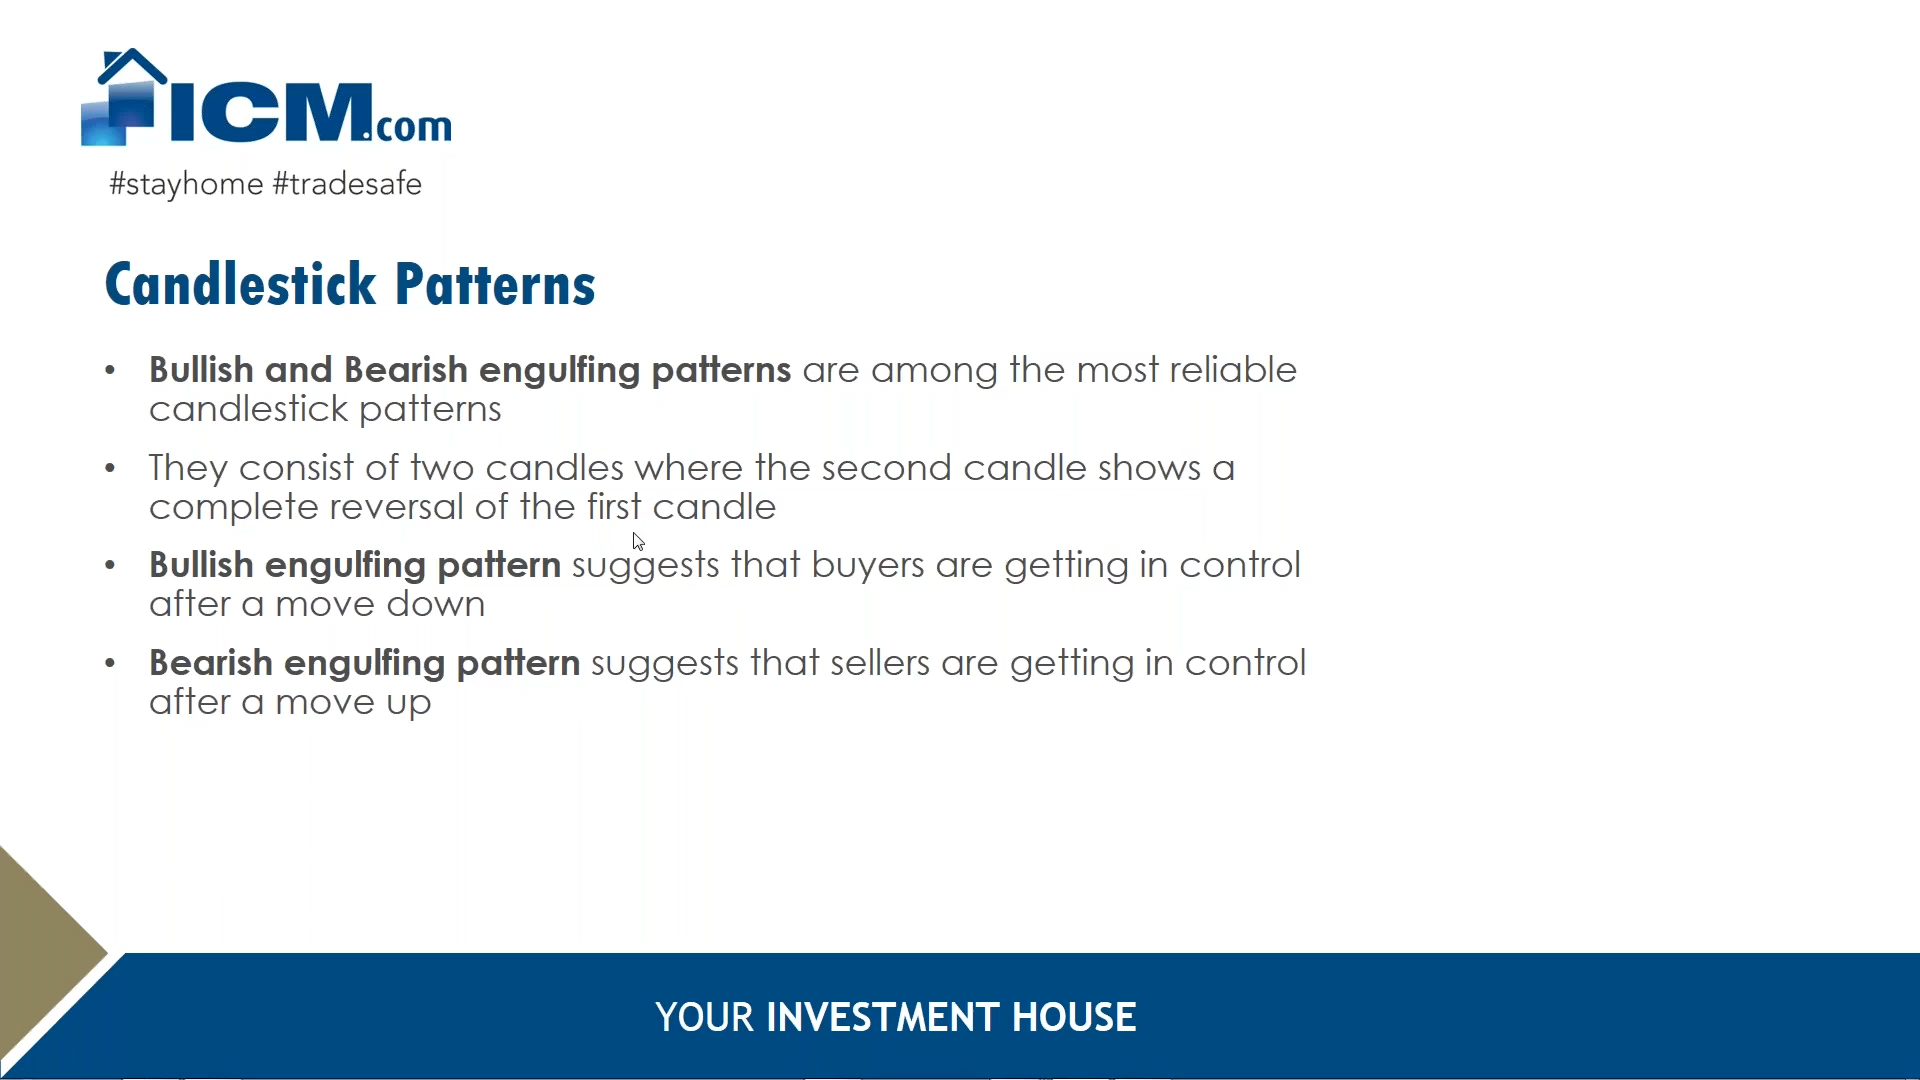 ICM.com
#stayhome #tradesafe
Candlestick Patterns
• Bullish and Bearish engulfing patterns are among the most reliable
candlestick patterns
• They consist of two candles where the second candle shows a
complete reversal of the first candle
• Bullish engulfing pattern suggests that buyers are getting in control
after a move down
• Bearish engulfing pattern suggests that sellers are getting in control
after a move up
YOUR INVESTMENT HOUSE